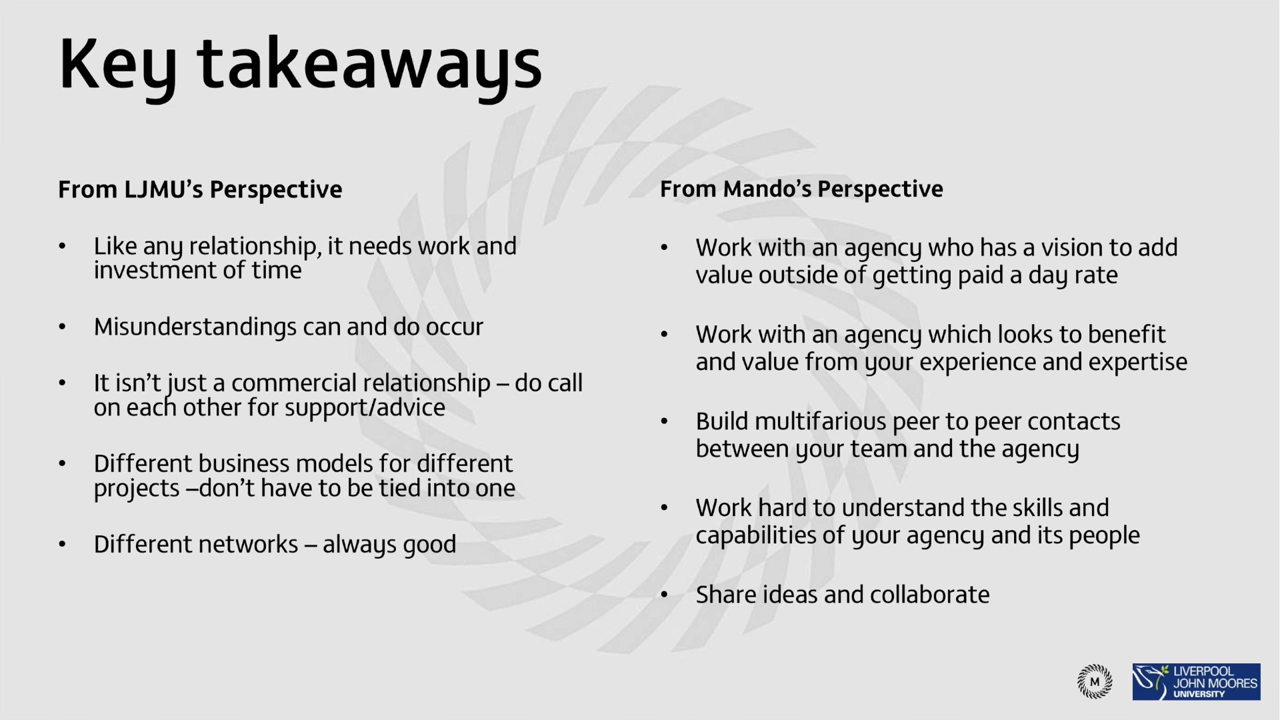 Key takeaways
From LJMU's Perspective
• Like any relationship, it needs work and
investment of time
• Misunderstandings can and do occur
• It isn't just a commercial relationship – do call
on each other for support/advice
• Different business models for different
projects –don't have to be tied into one
• Different networks – always good
From Mando's Perspective
• Work with an agency who has a vision to add
value outside of getting paid a day rate
• Work with an agency which looks to benefit
and value from your experience and expertise
• Build multifarious peer to peer contacts
between your team and the agency
• Work hard to understand the skills and
capabilities of your agency and its people
• Share ideas and collaborate
M
LIVERPOOL
JOHN MOORES
UNIVERSITY